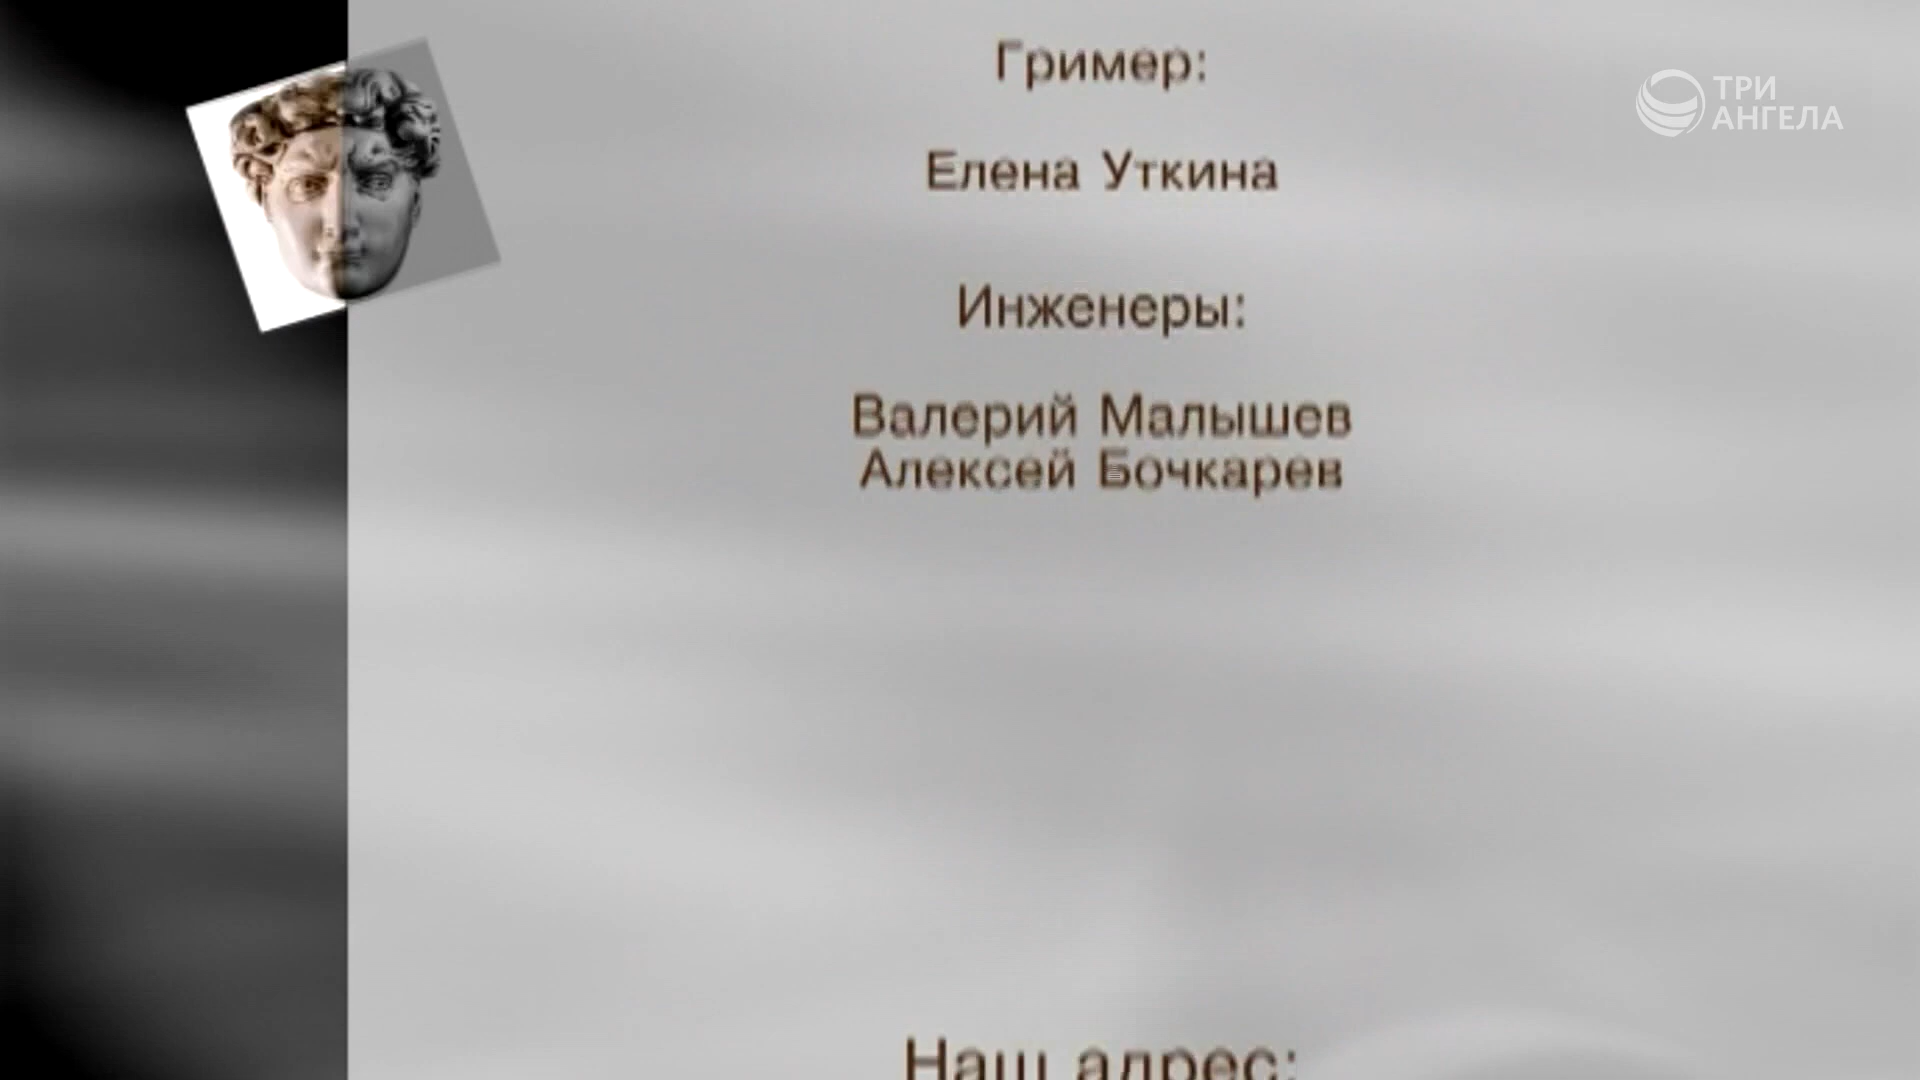 Гример:
ТРИ
АНГЕЛА
Елена Уткина
Инженеры:
Валерий Малышев
Алексей Бочкарев
Наш адрес: